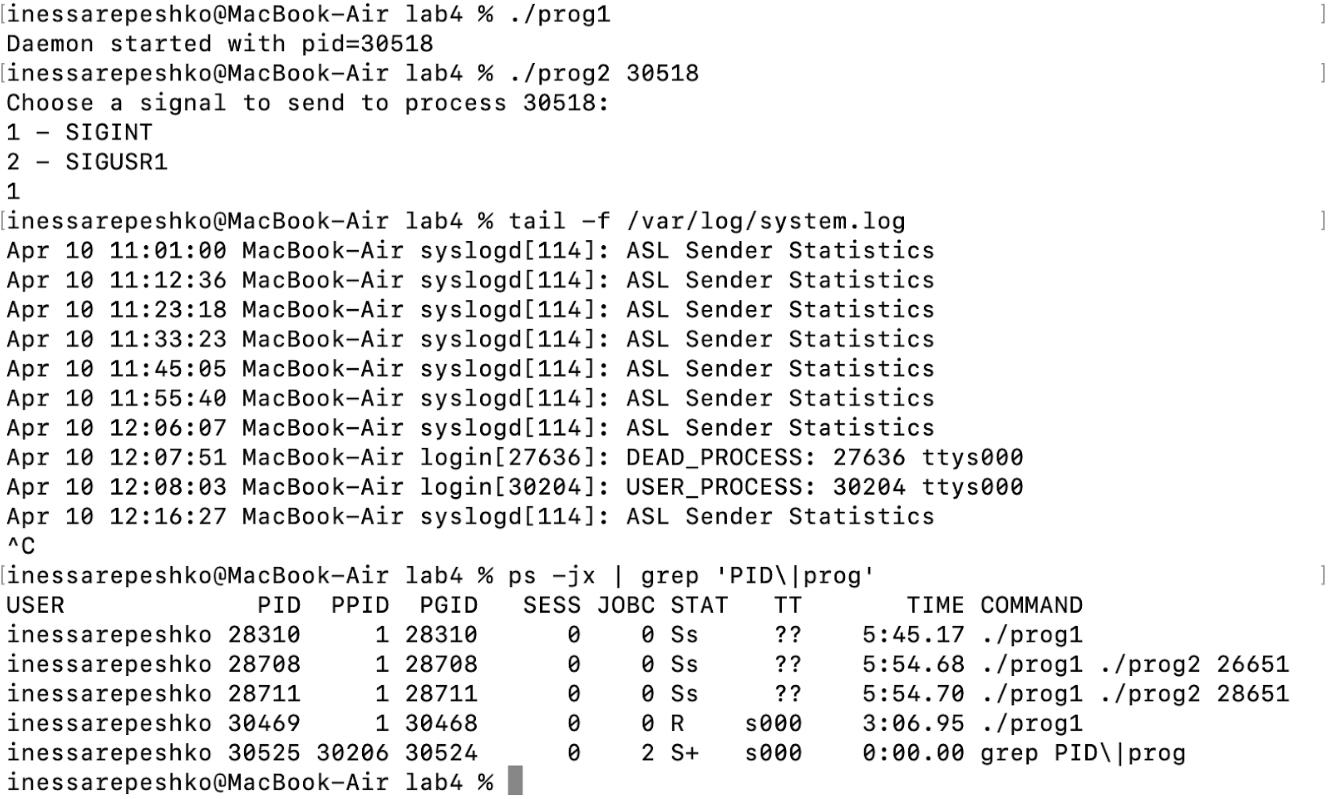 [inessarepeshko@MacBook-Air lab4 % ./prog1 ]
Daemon started with pid=30518
[inessarepeshko@MacBook-Air lab4 % ./prog2 30518 ]
Choose a signal to send to process 30518:
1 - SIGINT
2 - SIGUSR1
1
[inessarepeshko@MacBook-Air lab4 % tail -f /var/log/system.log ]
Apr 10 11:01:00 MacBook-Air syslogd[114]: ASL Sender Statistics
Apr 10 11:12:36 MacBook-Air syslogd[114]: ASL Sender Statistics
Apr 10 11:23:18 MacBook-Air syslogd[114]: ASL Sender Statistics
Apr 10 11:33:23 MacBook-Air syslogd[114]: ASL Sender Statistics
Apr 10 11:45:05 MacBook-Air syslogd[114]: ASL Sender Statistics
Apr 10 11:55:40 MacBook-Air syslogd[114]: ASL Sender Statistics
Apr 10 12:06:07 MacBook-Air syslogd[114]: ASL Sender Statistics
Apr 10 12:07:51 MacBook-Air login[27636]: DEAD_PROCESS: 27636 ttys000
Apr 10 12:08:03 MacBook-Air login[30204]: USER_PROCESS: 30204 ttys000
Apr 10 12:16:27 MacBook-Air syslogd[114]: ASL Sender Statistics
^C
[inessarepeshko@MacBook-Air lab4 % ps -jx | grep 'PID\|prog' ]
USER PID PPID PGID SESS JOBC STAT TT TIME COMMAND
inessarepeshko 28310 1 28310 0 0 Ss ?? 5:45.17 ./prog1
inessarepeshko 28708 1 28708 0 0 Ss ?? 5:54.68 ./prog1 ./prog2 26651
inessarepeshko 28711 1 28711 0 0 Ss ?? 5:54.70 ./prog1 ./prog2 28651
inessarepeshko 30469 1 30468 0 0 R s000 3:06.95 ./prog1
inessarepeshko 30525 30206 30524 0 2 S+ s000 0:00.00 grep PID\|prog
inessarepeshko@MacBook-Air lab4 %